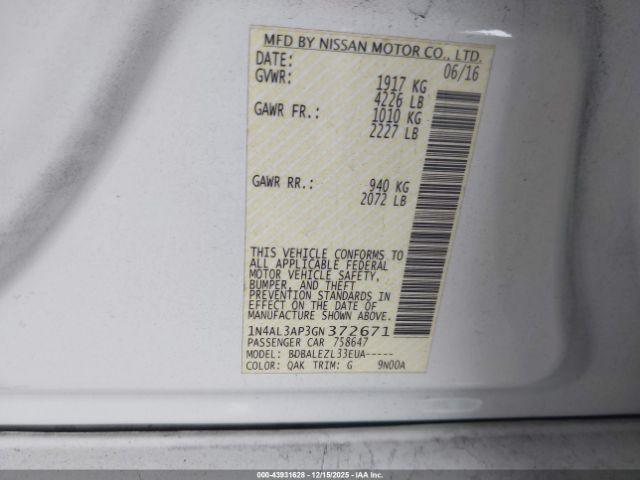 MFD BY NISSAN MOTOR CO., LTD.
DATE: 06/16
GVWR: 1917 KG
4226 LB
GAWR FR.: 1010 KG
2227 LB
GAWR RR.: 940 KG
2072 LB
THIS VEHICLE CONFORMS TO
ALL APPLICABLE FEDERAL
MOTOR VEHICLE SAFETY,
BUMPER, AND THEFT
PREVENTION STANDARDS IN
EFFECT ON THE DATE OF
MANUFACTURE SHOWN ABOVE.
1N4AL3AP3GN372671
PASSENGER CAR 758647
MODEL: BDBALEZL33EUA-----
COLOR: QAK TRIM: G 9N00A
000-43931628 - 12/15/2025 - IAA Inc.